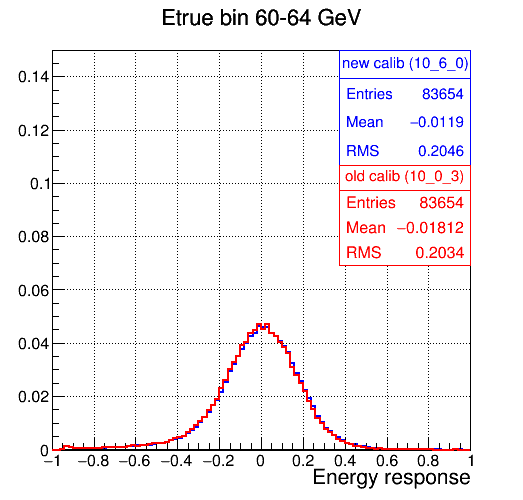 Etrue bin 60-64 GeV
new calib (10_6_0)
Entries 83654
Mean −0.0119
RMS 0.2046
old calib (10_0_3)
Entries 83654
Mean −0.01812
RMS 0.2034
0.14
0.12
0.1
0.08
0.06
0.04
0.02
0
−1 −0.8 −0.6 −0.4 −0.2 0 0.2 0.4 0.6 0.8 1
Energy response